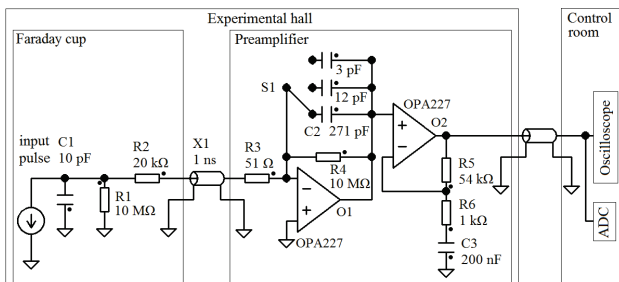 Experimental hall
Control room
Faraday cup
Preamplifier
3 pF
12 pF
S1
C2 271 pF
OPA227
O2
input pulse
C1
10 pF
R2
20 kΩ
X1
1 ns
R3
51 Ω
R4
10 MΩ
R1
10 MΩ
O1
OPA227
R5
54 kΩ
R6
1 kΩ
C3
200 nF
Oscilloscope
ADC